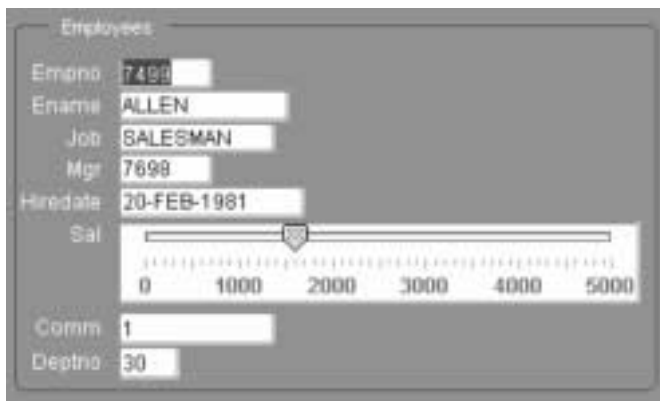 Employees
Empno 7499
Ename ALLEN
Job SALESMAN
Mgr 7698
Hiredate 20-FEB-1981
Sal
0 1000 2000 3000 4000 5000
Comm 1
Deptno 30